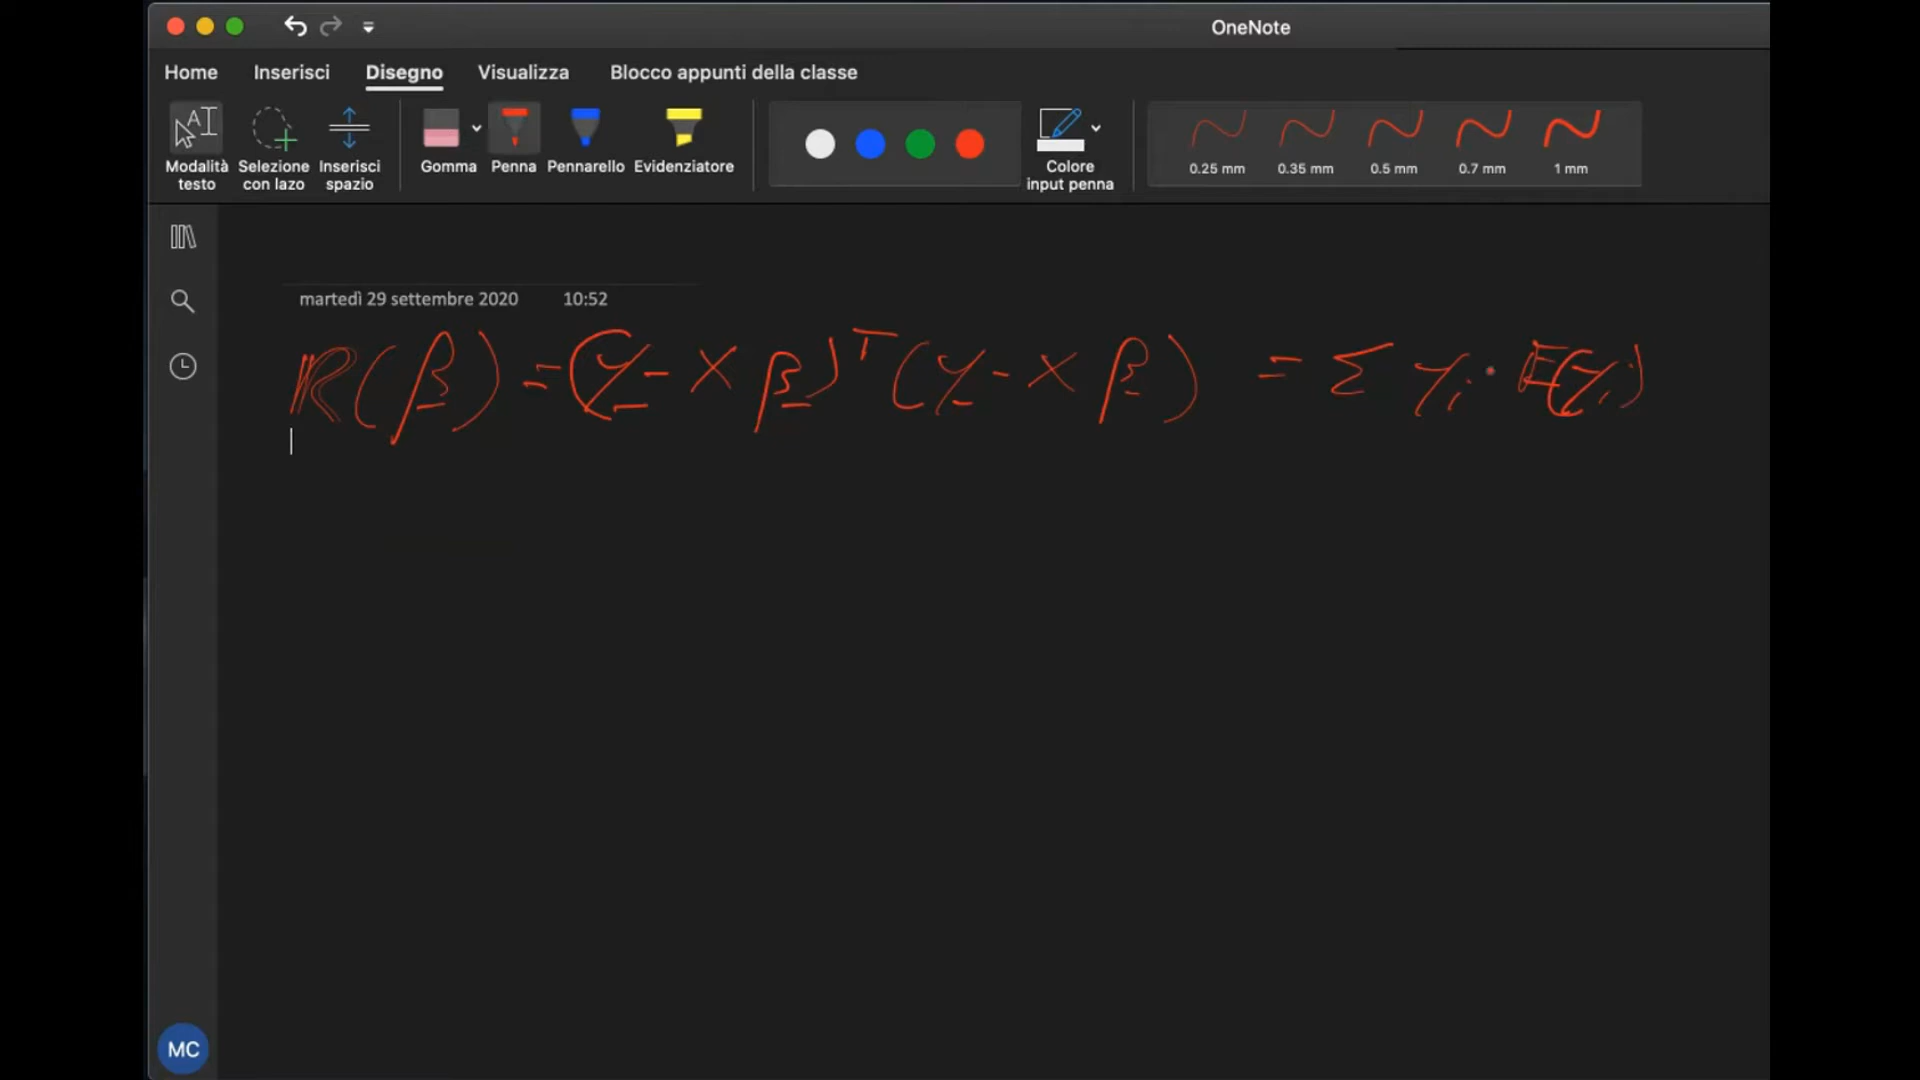 OneNote
Home Inserisci Disegno Visualizza Blocco appunti della classe
Modalità testo Selezione con lazo Inserisci spazio Gomma Penna Pennarello Evidenziatore Colore input penna 0.25 mm 0.35 mm 0.5 mm 0.7 mm 1 mm
martedì 29 settembre 2020 10:52
R(β) = (y - X β)ᵀ (y - X β) = Σ yᵢ · E(yᵢ)
MC